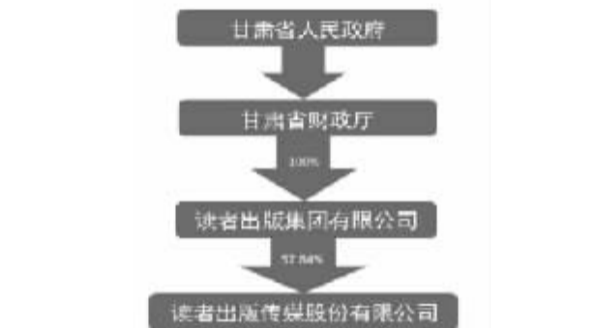 甘肃省人民政府
甘肃省财政厅
100%
读者出版集团有限公司
57.84%
读者出版传媒股份有限公司